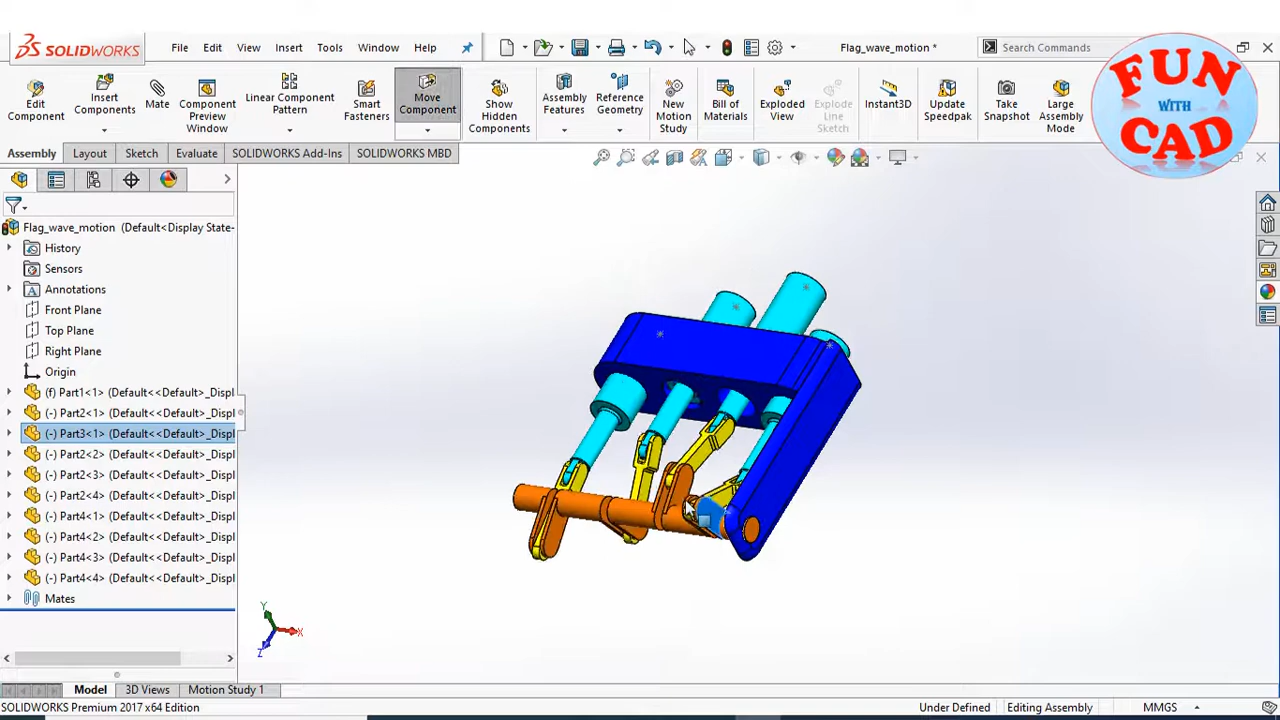 SOLIDWORKS
File
Edit
View
Insert
Tools
Window
Help
Flag_wave_motion *
Search Commands
FUN
WITH
CAD
Edit
Component
Insert
Components
Mate
Component
Preview
Window
Linear Component
Pattern
Smart
Fasteners
Move
Component
Show
Hidden
Components
Assembly
Features
Reference
Geometry
New
Motion
Study
Bill of
Materials
Exploded
View
Explode
Line
Sketch
Instant3D
Update
Speedpak
Take
Snapshot
Large
Assembly
Mode
Assembly
Layout
Sketch
Evaluate
SOLIDWORKS Add-Ins
SOLIDWORKS MBD
Flag_wave_motion (Default<Display State-
History
Sensors
Annotations
Front Plane
Top Plane
Right Plane
Origin
(f) Part1<1> (Default<<Default>_Displ
(-) Part2<1> (Default<<Default>_Displ
(-) Part3<1> (Default<<Default>_Displ
(-) Part2<2> (Default<<Default>_Displ
(-) Part2<3> (Default<<Default>_Displ
(-) Part2<4> (Default<<Default>_Displ
(-) Part4<1> (Default<<Default>_Displ
(-) Part4<2> (Default<<Default>_Displ
(-) Part4<3> (Default<<Default>_Displ
(-) Part4<4> (Default<<Default>_Displ
Mates
Y
X
Z
Model
3D Views
Motion Study 1
SOLIDWORKS Premium 2017 x64 Edition
Under Defined
Editing Assembly
MMGS